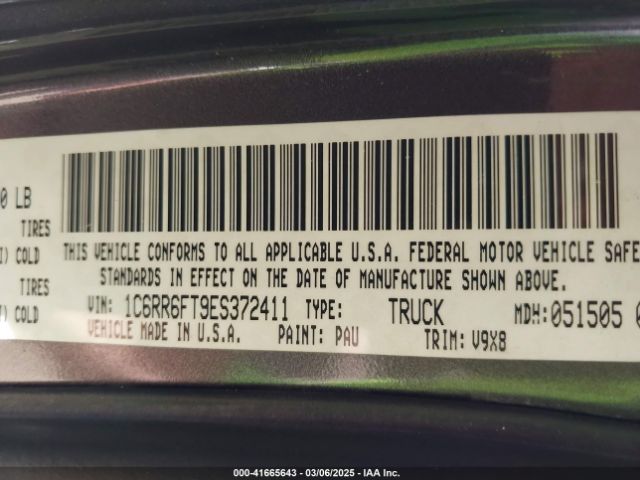 0 LB
TIRES
COLD
TIRES
COLD
THIS VEHICLE CONFORMS TO ALL APPLICABLE U.S.A. FEDERAL MOTOR VEHICLE SAFE
STANDARDS IN EFFECT ON THE DATE OF MANUFACTURE SHOWN ABOVE.
VIN: 1C6RR6FT9ES372411 TYPE: TRUCK MDH:051505
VEHICLE MADE IN U.S.A. PAINT: PAU TRIM: V9X8
000-41665643 - 03/06/2025 - IAA Inc.